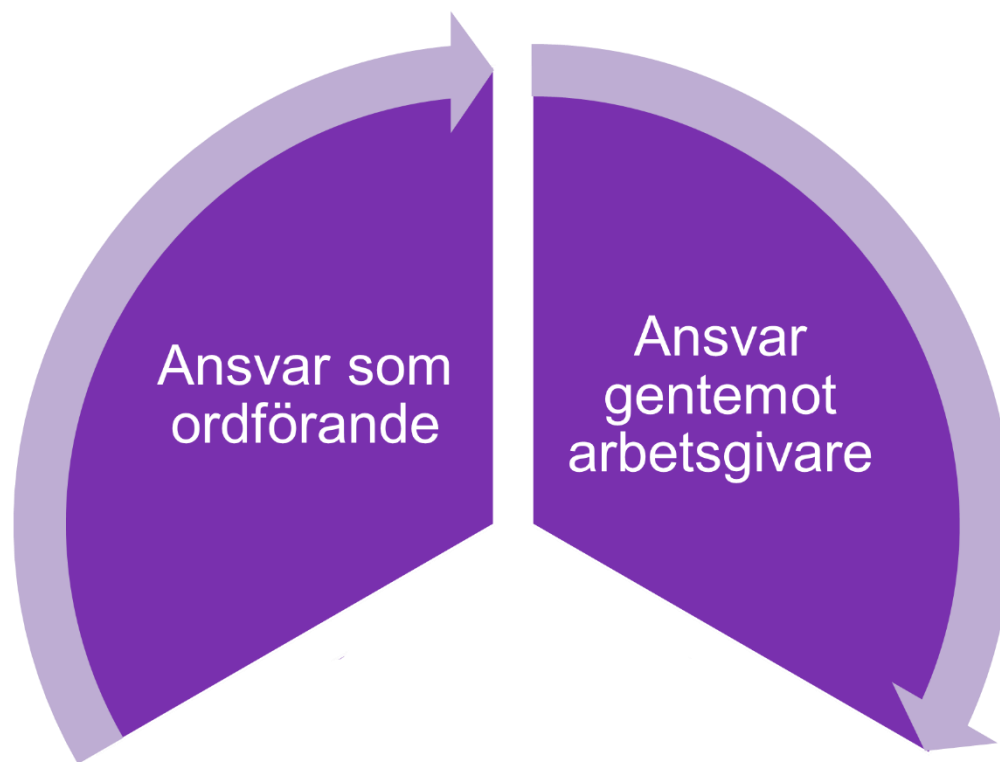 Ansvar som
ordförande
Ansvar
gentemot
arbetsgivare